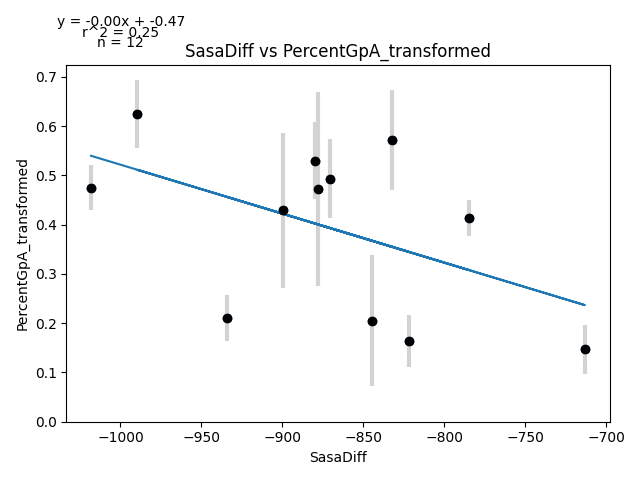 y = -0.00x + -0.47
r^2 = 0.25
n = 12
SasaDiff vs PercentGpA_transformed
0.7
0.6
0.5
0.4
0.3
0.2
0.1
0.0
PercentGpA_transformed
−1000
−950
−900
−850
−800
−750
−700
SasaDiff